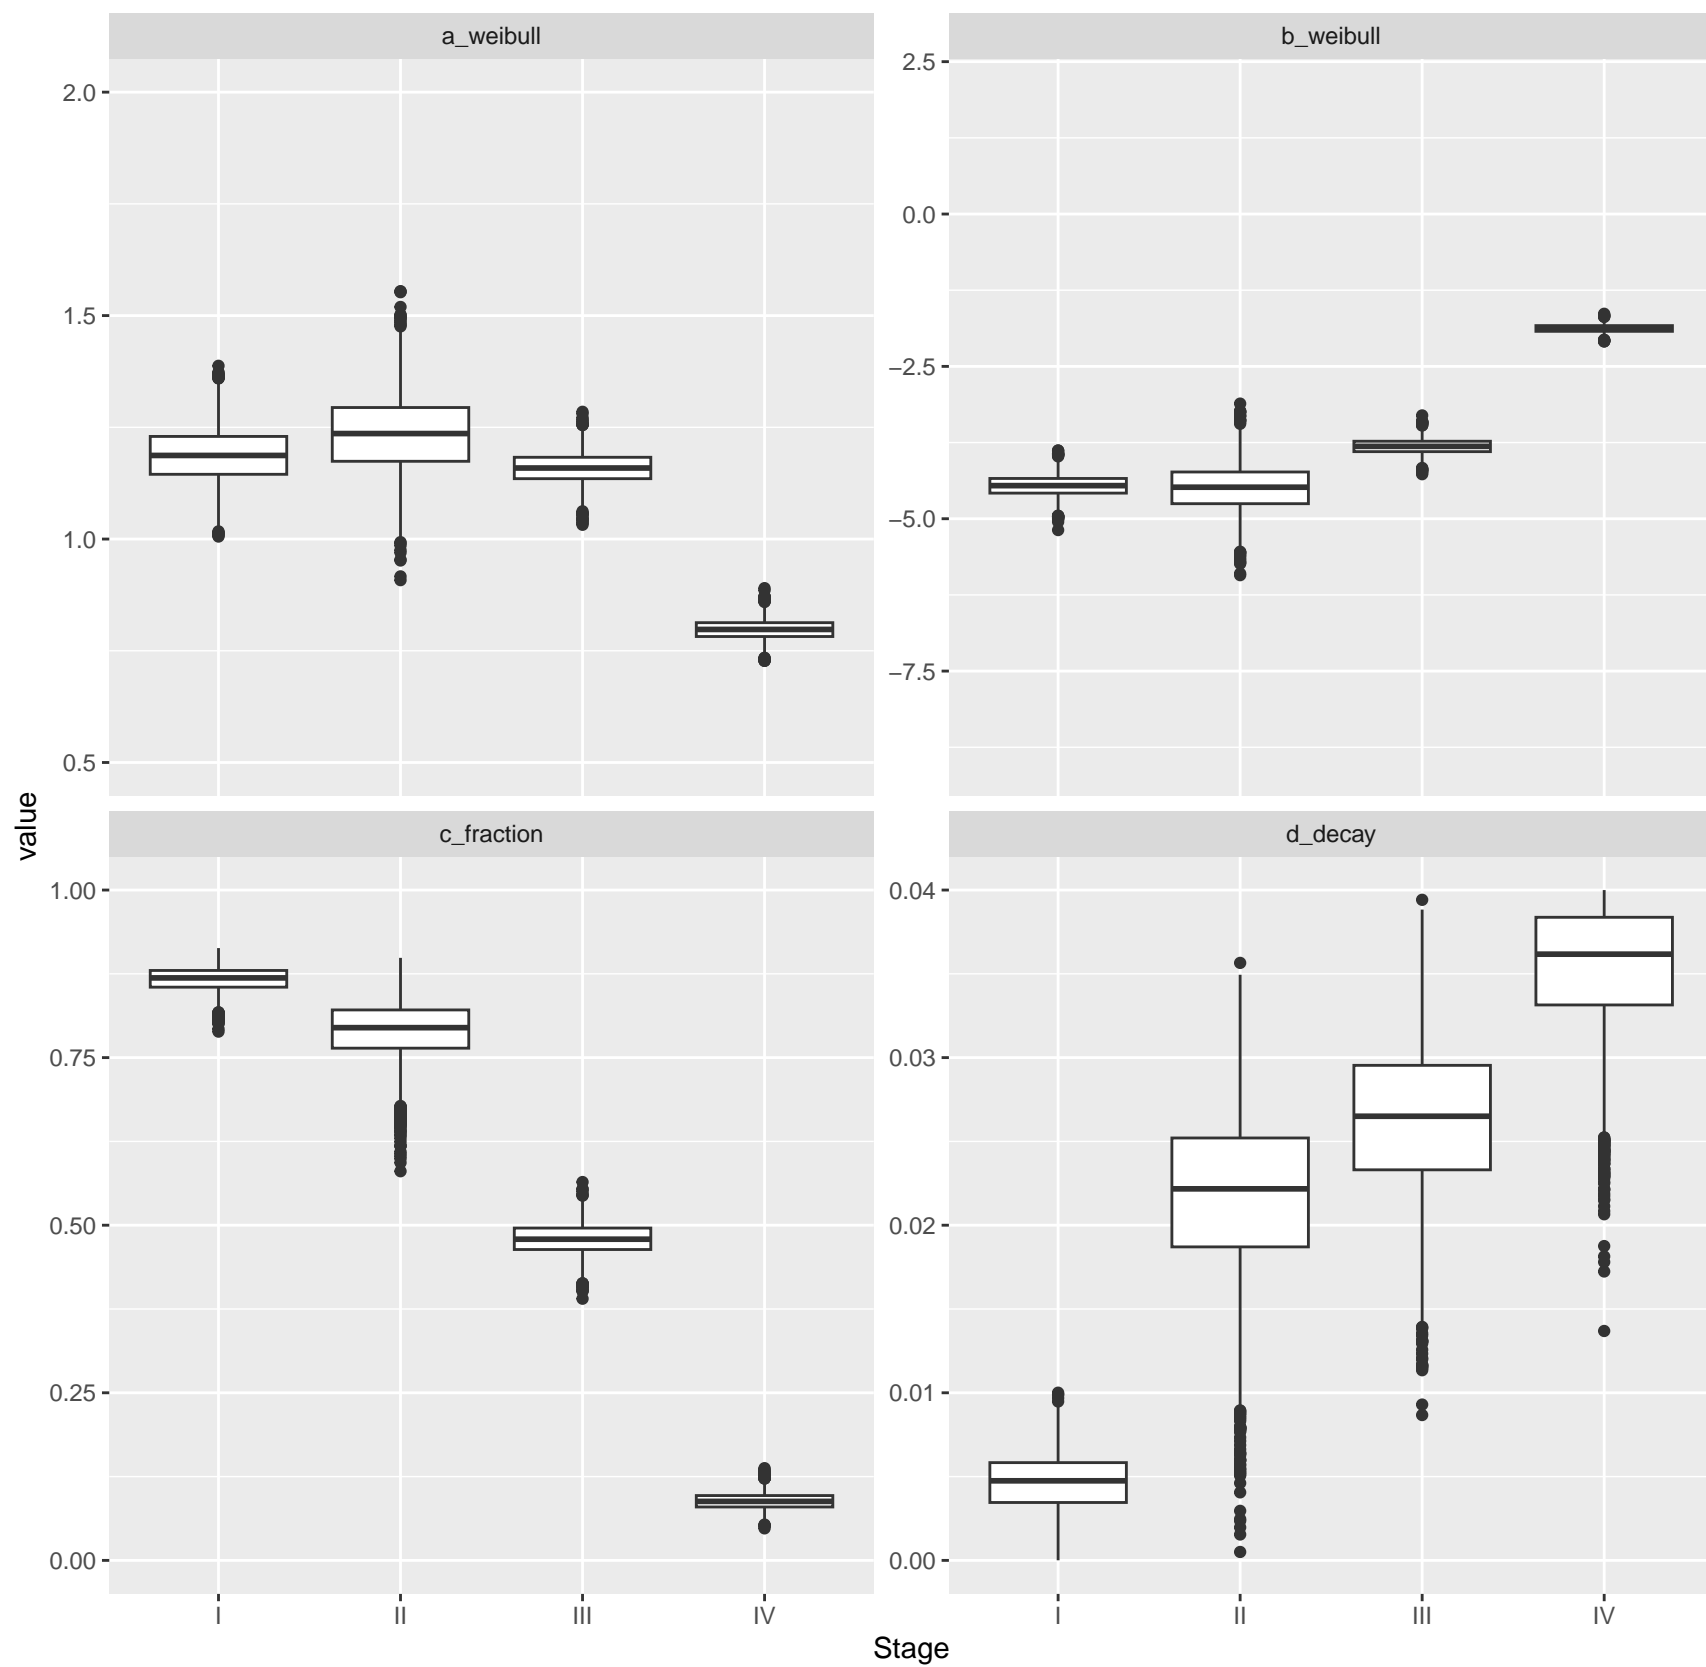 a_weibull
b_weibull
2.0
1.5
1.0
0.5
2.5
0.0
−2.5
−5.0
−7.5
value
c_fraction
d_decay
1.00
0.75
0.50
0.25
0.00
0.04
0.03
0.02
0.01
0.00
I II III IV
I II III IV
Stage